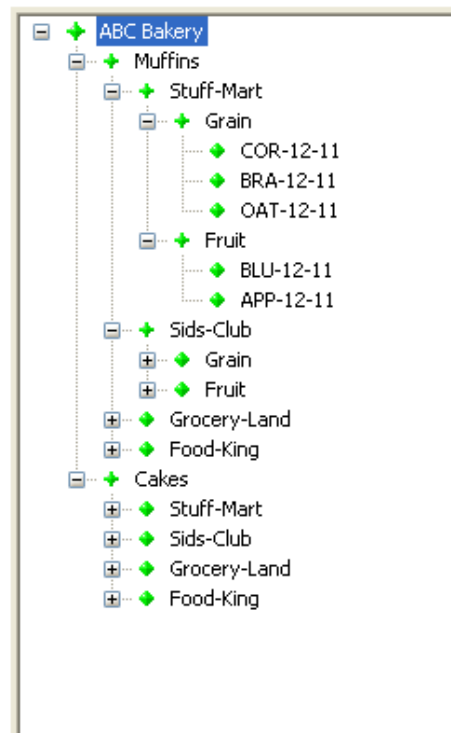 ABC Bakery
Muffins
Stuff-Mart
Grain
COR-12-11
BRA-12-11
OAT-12-11
Fruit
BLU-12-11
APP-12-11
Sids-Club
Grain
Fruit
Grocery-Land
Food-King
Cakes
Stuff-Mart
Sids-Club
Grocery-Land
Food-King